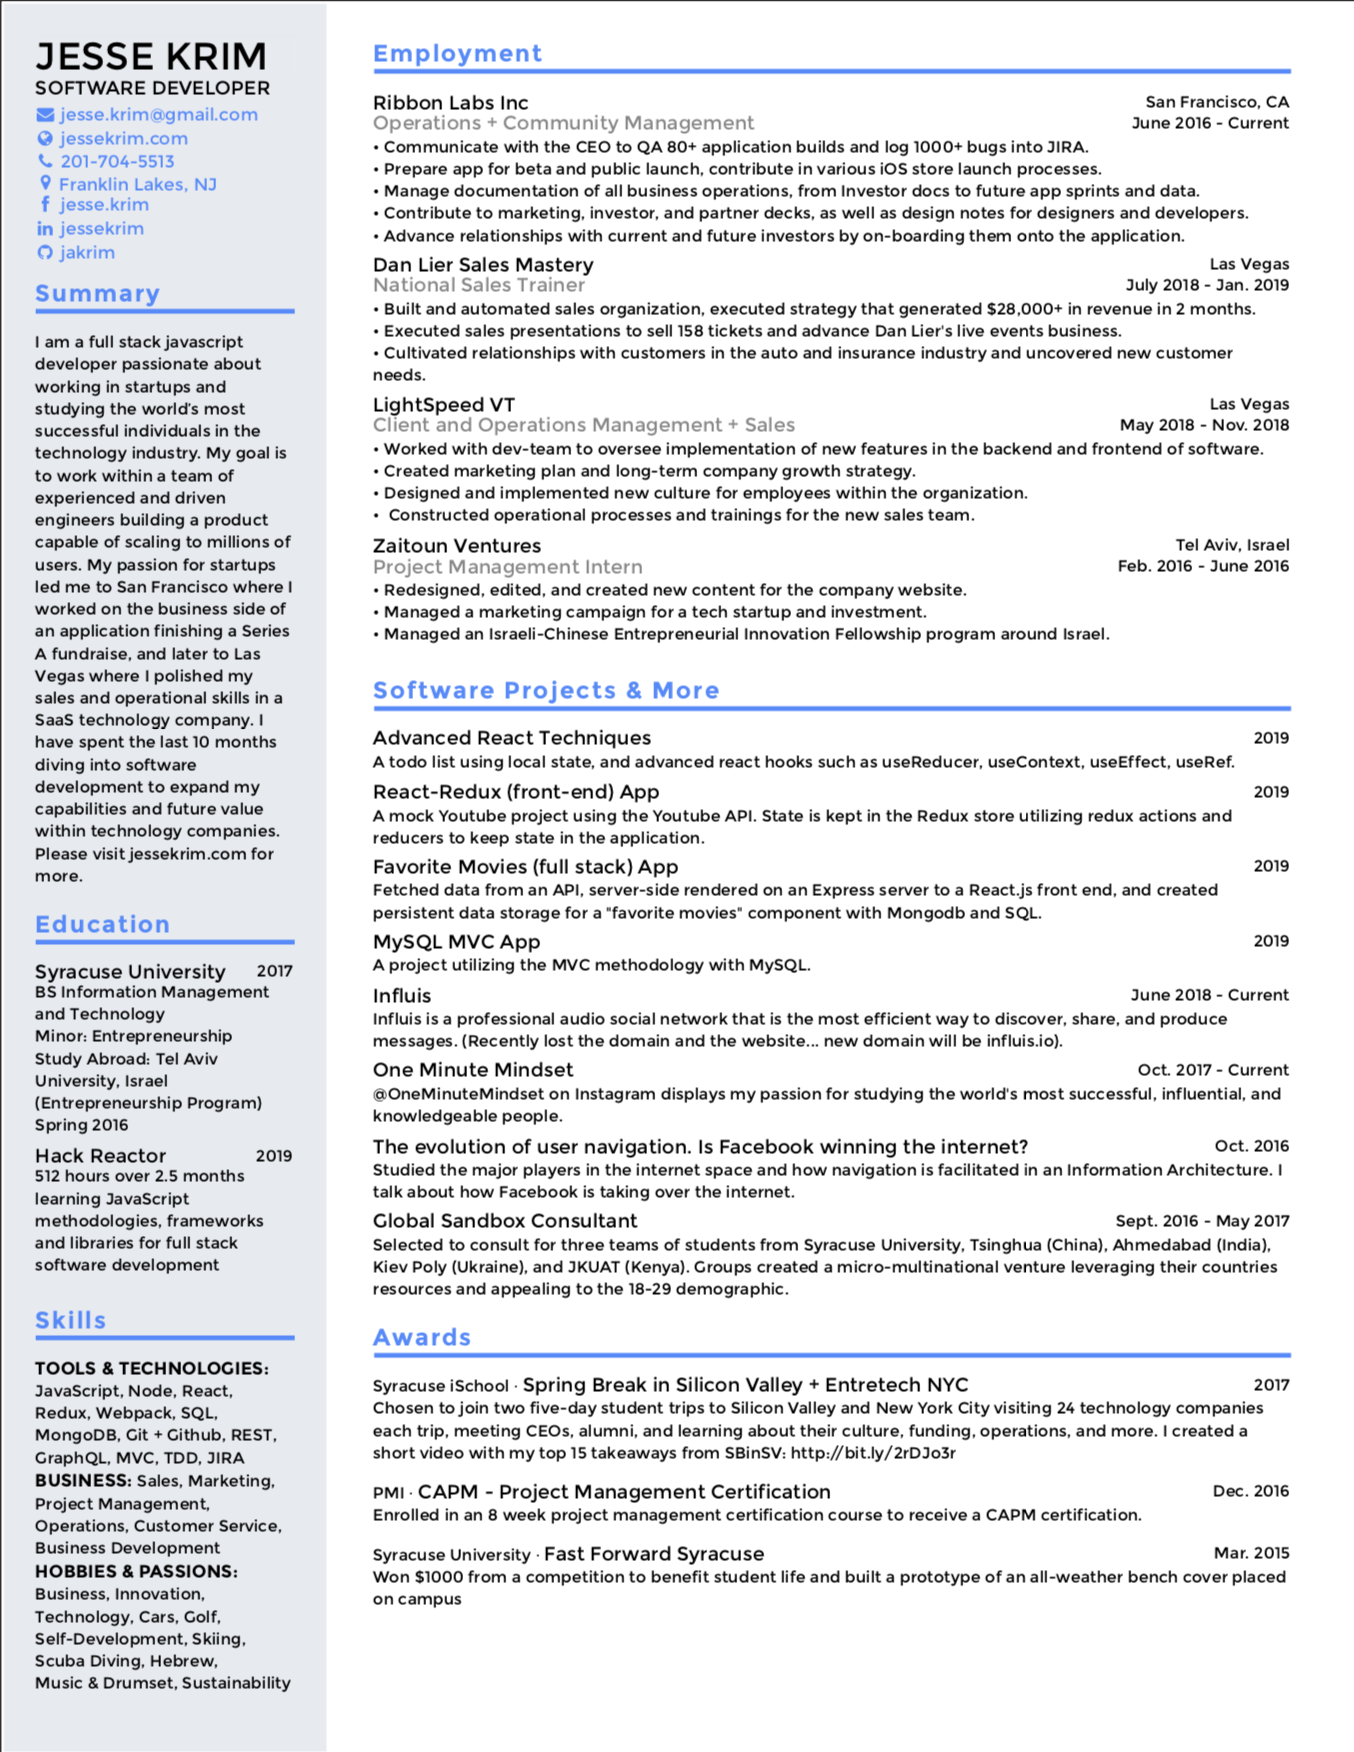 JESSE KRIM
SOFTWARE DEVELOPER
jesse.krim@gmail.com
jessekrim.com
201-704-5513
Franklin Lakes, NJ
jesse.krim
jessekrim
jakrim
Summary
I am a full stack javascript
developer passionate about
working in startups and
studying the world's most
successful individuals in the
technology industry. My goal is
to work within a team of
experienced and driven
engineers building a product
capable of scaling to millions of
users. My passion for startups
led me to San Francisco where I
worked on the business side of
an application finishing a Series
A fundraise, and later to Las
Vegas where I polished my
sales and operational skills in a
SaaS technology company. I
have spent the last 10 months
diving into software
development to expand my
capabilities and future value
within technology companies.
Please visit jessekrim.com for
more.
Education
Syracuse University 2017
BS Information Management
and Technology
Minor: Entrepreneurship
Study Abroad: Tel Aviv
University, Israel
(Entrepreneurship Program)
Spring 2016
Hack Reactor 2019
512 hours over 2.5 months
learning JavaScript
methodologies, frameworks
and libraries for full stack
software development
Skills
TOOLS & TECHNOLOGIES:
JavaScript, Node, React,
Redux, Webpack, SQL,
MongoDB, Git + Github, REST,
GraphQL, MVC, TDD, JIRA
BUSINESS: Sales, Marketing,
Project Management,
Operations, Customer Service,
Business Development
HOBBIES & PASSIONS:
Business, Innovation,
Technology, Cars, Golf,
Self-Development, Skiing,
Scuba Diving, Hebrew,
Music & Drumset, Sustainability
Employment
Ribbon Labs Inc San Francisco, CA
Operations + Community Management June 2016 - Current
• Communicate with the CEO to QA 80+ application builds and log 1000+ bugs into JIRA.
• Prepare app for beta and public launch, contribute in various iOS store launch processes.
• Manage documentation of all business operations, from Investor docs to future app sprints and data.
• Contribute to marketing, investor, and partner decks, as well as design notes for designers and developers.
• Advance relationships with current and future investors by on-boarding them onto the application.
Dan Lier Sales Mastery Las Vegas
National Sales Trainer July 2018 - Jan. 2019
• Built and automated sales organization, executed strategy that generated $28,000+ in revenue in 2 months.
• Executed sales presentations to sell 158 tickets and advance Dan Lier's live events business.
• Cultivated relationships with customers in the auto and insurance industry and uncovered new customer
needs.
LightSpeed VT Las Vegas
Client and Operations Management + Sales May 2018 - Nov. 2018
• Worked with dev-team to oversee implementation of new features in the backend and frontend of software.
• Created marketing plan and long-term company growth strategy.
• Designed and implemented new culture for employees within the organization.
• Constructed operational processes and trainings for the new sales team.
Zaitoun Ventures Tel Aviv, Israel
Project Management Intern Feb. 2016 - June 2016
• Redesigned, edited, and created new content for the company website.
• Managed a marketing campaign for a tech startup and investment.
• Managed an Israeli-Chinese Entrepreneurial Innovation Fellowship program around Israel.
Software Projects & More
Advanced React Techniques 2019
A todo list using local state, and advanced react hooks such as useReducer, useContext, useEffect, useRef.
React-Redux (front-end) App 2019
A mock Youtube project using the Youtube API. State is kept in the Redux store utilizing redux actions and
reducers to keep state in the application.
Favorite Movies (full stack) App 2019
Fetched data from an API, server-side rendered on an Express server to a React.js front end, and created
persistent data storage for a "favorite movies" component with Mongodb and SQL.
MySQL MVC App 2019
A project utilizing the MVC methodology with MySQL.
Influis June 2018 - Current
Influis is a professional audio social network that is the most efficient way to discover, share, and produce
messages. (Recently lost the domain and the website... new domain will be influis.io).
One Minute Mindset Oct. 2017 - Current
@OneMinuteMindset on Instagram displays my passion for studying the world's most successful, influential, and
knowledgeable people.
The evolution of user navigation. Is Facebook winning the internet? Oct. 2016
Studied the major players in the internet space and how navigation is facilitated in an Information Architecture. I
talk about how Facebook is taking over the internet.
Global Sandbox Consultant Sept. 2016 - May 2017
Selected to consult for three teams of students from Syracuse University, Tsinghua (China), Ahmedabad (India),
Kiev Poly (Ukraine), and JKUAT (Kenya). Groups created a micro-multinational venture leveraging their countries
resources and appealing to the 18-29 demographic.
Awards
Syracuse iSchool · Spring Break in Silicon Valley + Entretech NYC 2017
Chosen to join two five-day student trips to Silicon Valley and New York City visiting 24 technology companies
each trip, meeting CEOs, alumni, and learning about their culture, funding, operations, and more. I created a
short video with my top 15 takeaways from SBinSV: http://bit.ly/2rDJo3r
PMI · CAPM - Project Management Certification Dec. 2016
Enrolled in an 8 week project management certification course to receive a CAPM certification.
Syracuse University · Fast Forward Syracuse Mar. 2015
Won $1000 from a competition to benefit student life and built a prototype of an all-weather bench cover placed
on campus